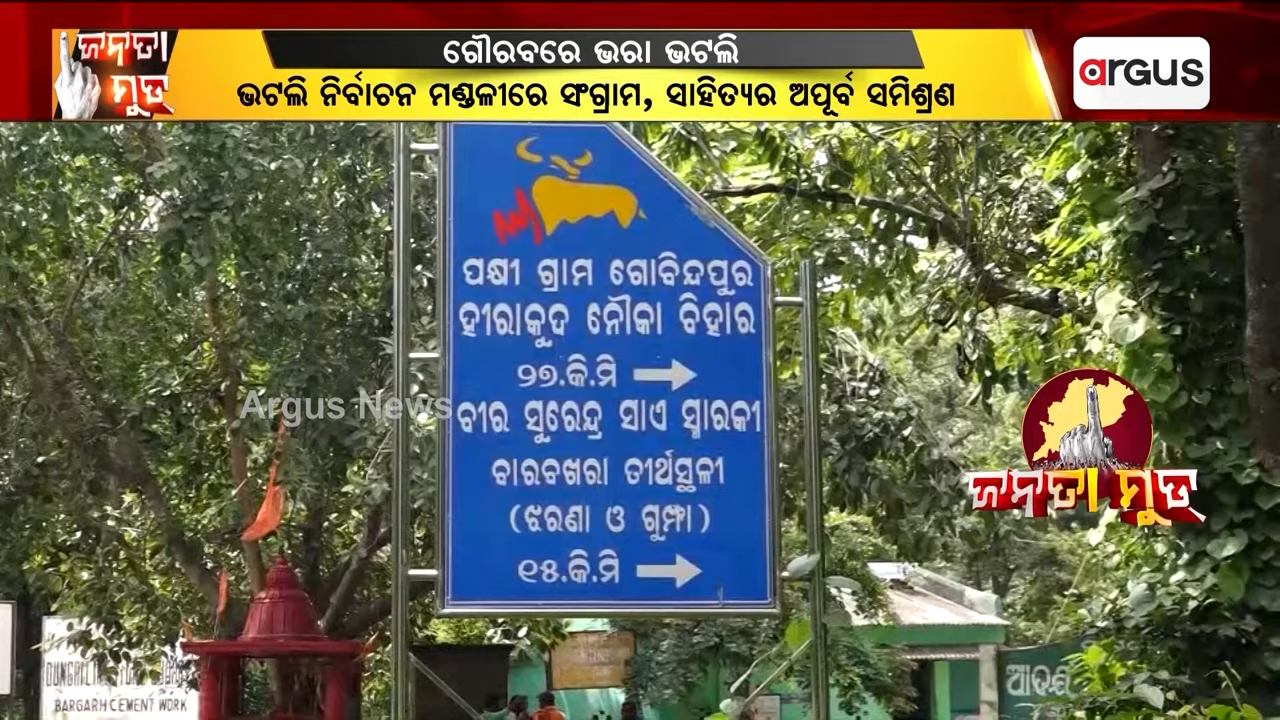 ଜନତା ମୁଡ୍
ଗୌରବରେ ଭରା ଭଟଲି
ଭଟଲି ନିର୍ବାଚନ ମଣ୍ଡଳୀରେ ସଂଗ୍ରାମ, ସାହିତ୍ୟର ଅପୂର୍ବ ସମିଶ୍ରଣ
argus
ପକ୍ଷୀ ଗ୍ରାମ ଗୋବିନ୍ଦପୁର
ହୀରାକୁଦ ନୌକା ବିହାର
୨୭.କି.ମି
Argus News
ବୀର ସୁରେନ୍ଦ୍ର ସାଏ ସ୍ମାରକୀ
ବାରବଖରା ତୀର୍ଥସ୍ଥଳୀ
(ଝରଣା ଓ ଗୁମ୍ଫା)
୧୫.କି.ମି
ଜନତା ମୁଡ୍
BARGARH CEMENT WORK